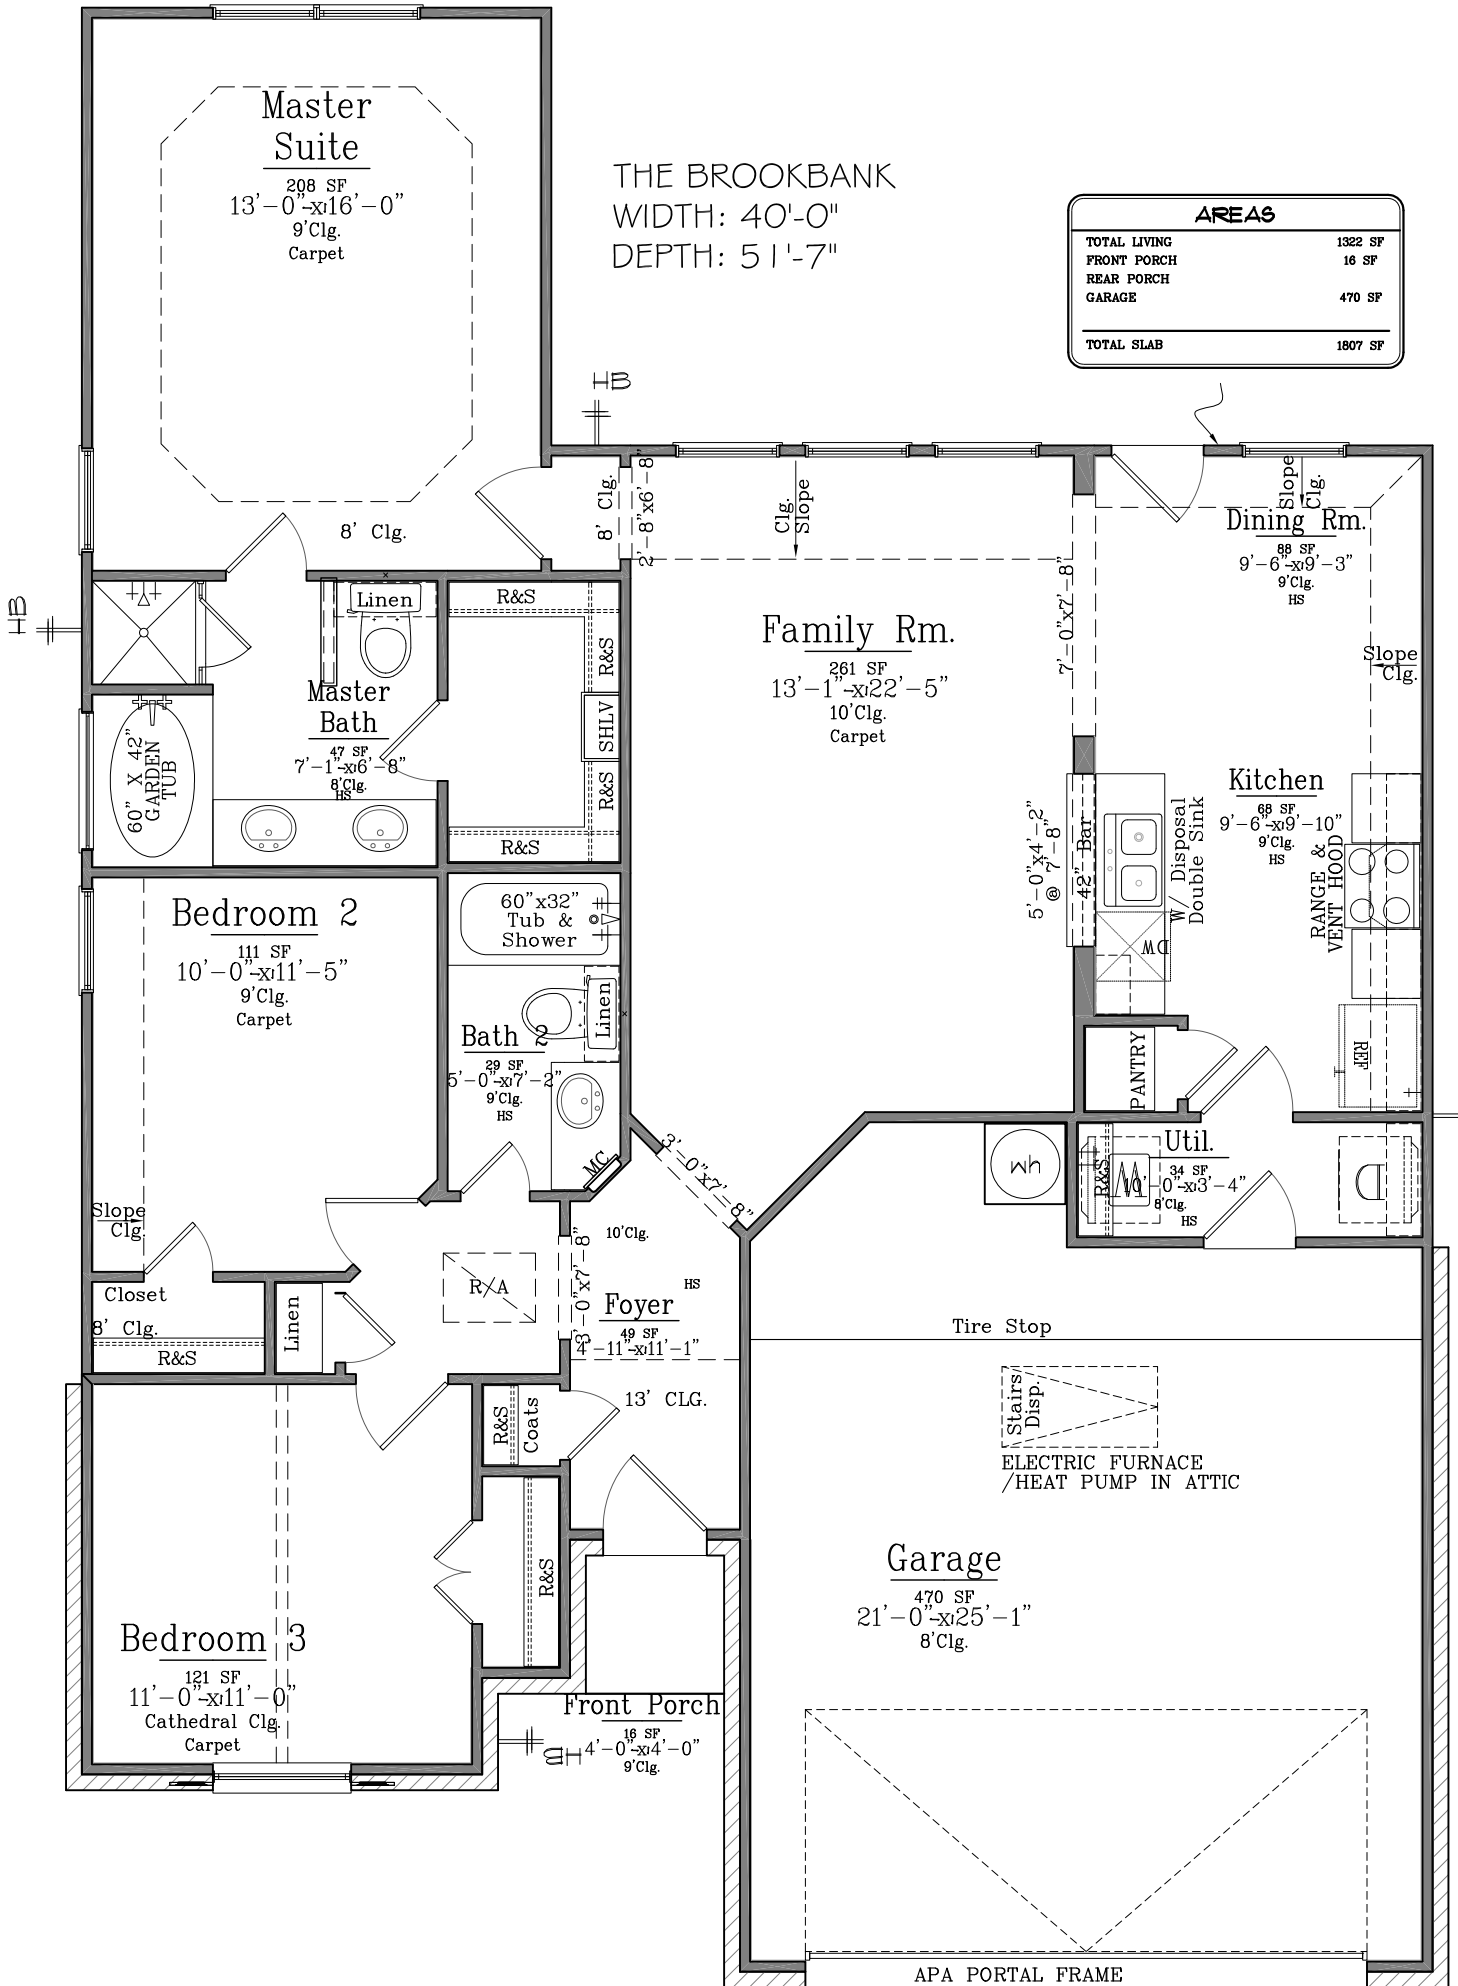 Master
Suite
208 SF
13'-0"x16'-0"
9'Clg.
Carpet
8' Clg.
THE BROOKBANK
WIDTH: 40'-0"
DEPTH: 51'-7"
AREAS
TOTAL LIVING 1322 SF
FRONT PORCH 16 SF
REAR PORCH
GARAGE 470 SF
TOTAL SLAB 1807 SF
HB
8' Clg.
2'-8"x6'-8"
Clg.
Slope
Slope
Clg.
Dining Rm.
88 SF
9'-6"x9'-3"
9'Clg.
HS
Slope
Clg.
HB
Linen
R&S
R&S
SHLV
R&S
R&S
Master
Bath
47 SF
7'-1"x6'-8"
8'Clg.
HS
60" X 42"
GARDEN
TUB
Family Rm.
261 SF
13'-1"x22'-5"
10'Clg.
Carpet
7'-0"x7'-8"
Kitchen
68 SF
9'-6"x9'-10"
9'Clg.
HS
5'-0"x4'-2"
@ 7'-8"
42" Bar
W/ Disposal
Double Sink
DW
RANGE &
VENT HOOD
REF
PANTRY
Bedroom 2
111 SF
10'-0"x11'-5"
9'Clg.
Carpet
Slope
Clg.
60"x32"
Tub &
Shower
Linen
Bath 2
29 SF
5'-0"x7'-2"
9'Clg.
HS
MC
3'-0"x7'-8"
WH
Util.
34 SF
10'-0"x3'-4"
8'Clg.
HS
R&S
W
D
Closet
8' Clg.
R&S
Linen
R/A
3'-0"x7'-8"
10'Clg.
HS
Foyer
49 SF
4'-11"x11'-1"
13' CLG.
R&S
Coats
R&S
Tire Stop
Stairs
Disp.
ELECTRIC FURNACE
/HEAT PUMP IN ATTIC
Garage
470 SF
21'-0"x25'-1"
8'Clg.
Bedroom 3
121 SF
11'-0"x11'-0"
Cathedral Clg.
Carpet
Front Porch
16 SF
4'-0"x4'-0"
9'Clg.
HB
APA PORTAL FRAME